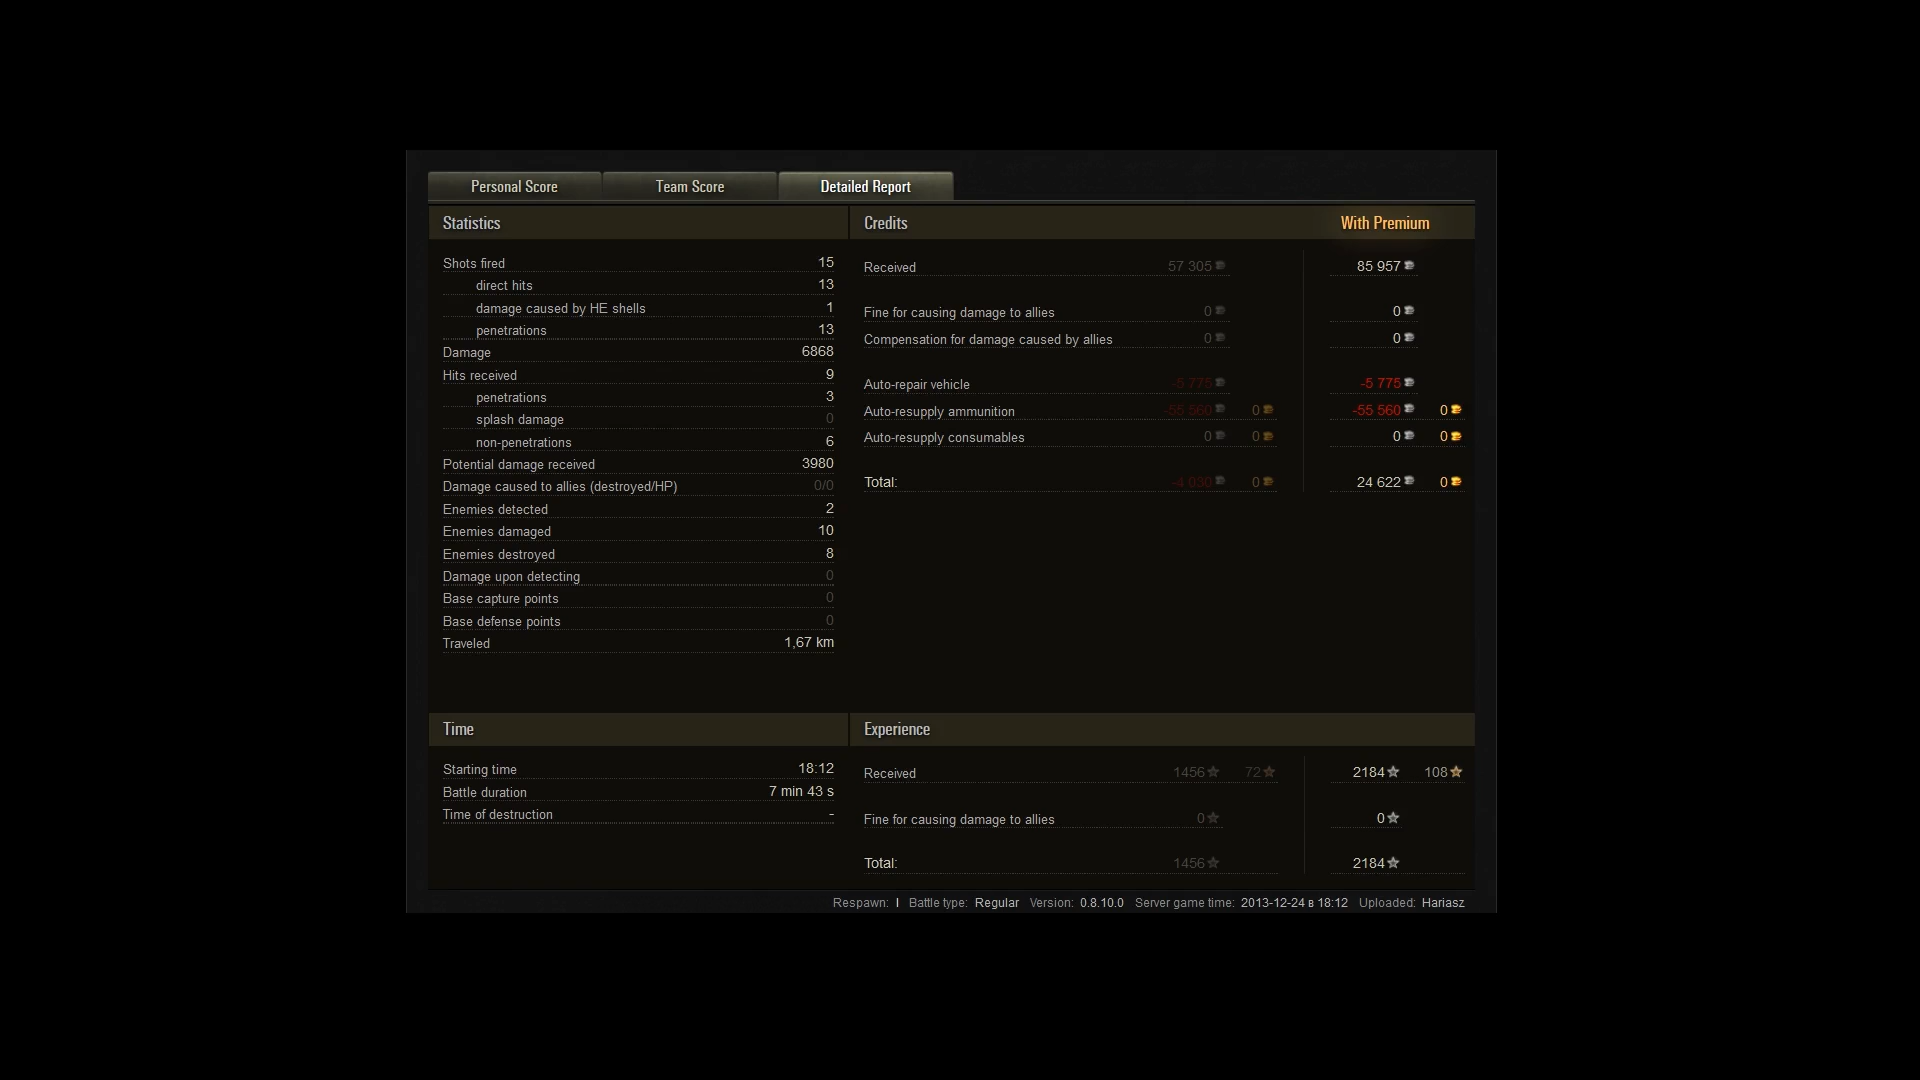 Personal Score Team Score Detailed Report
Statistics
Shots fired 15
direct hits 13
damage caused by HE shells 1
penetrations 13
Damage 6868
Hits received 9
penetrations 3
splash damage 0
non-penetrations 6
Potential damage received 3980
Damage caused to allies (destroyed/HP) 0/0
Enemies detected 2
Enemies damaged 10
Enemies destroyed 8
Damage upon detecting 0
Base capture points 0
Base defense points 0
Traveled 1,67 km
Credits With Premium
Received 57 305 85 957
Fine for causing damage to allies 0 0
Compensation for damage caused by allies 0 0
Auto-repair vehicle -5 775 -5 775
Auto-resupply ammunition -55 560 0 -55 560 0
Auto-resupply consumables 0 0 0 0
Total: -4 030 0 24 622 0
Time
Starting time 18:12
Battle duration 7 min 43 s
Time of destruction -
Experience
Received 1456 72 2184 108
Fine for causing damage to allies 0 0
Total: 1456 2184
Respawn: I Battle type: Regular Version: 0.8.10.0 Server game time: 2013-12-24 в 18:12 Uploaded: Hariasz